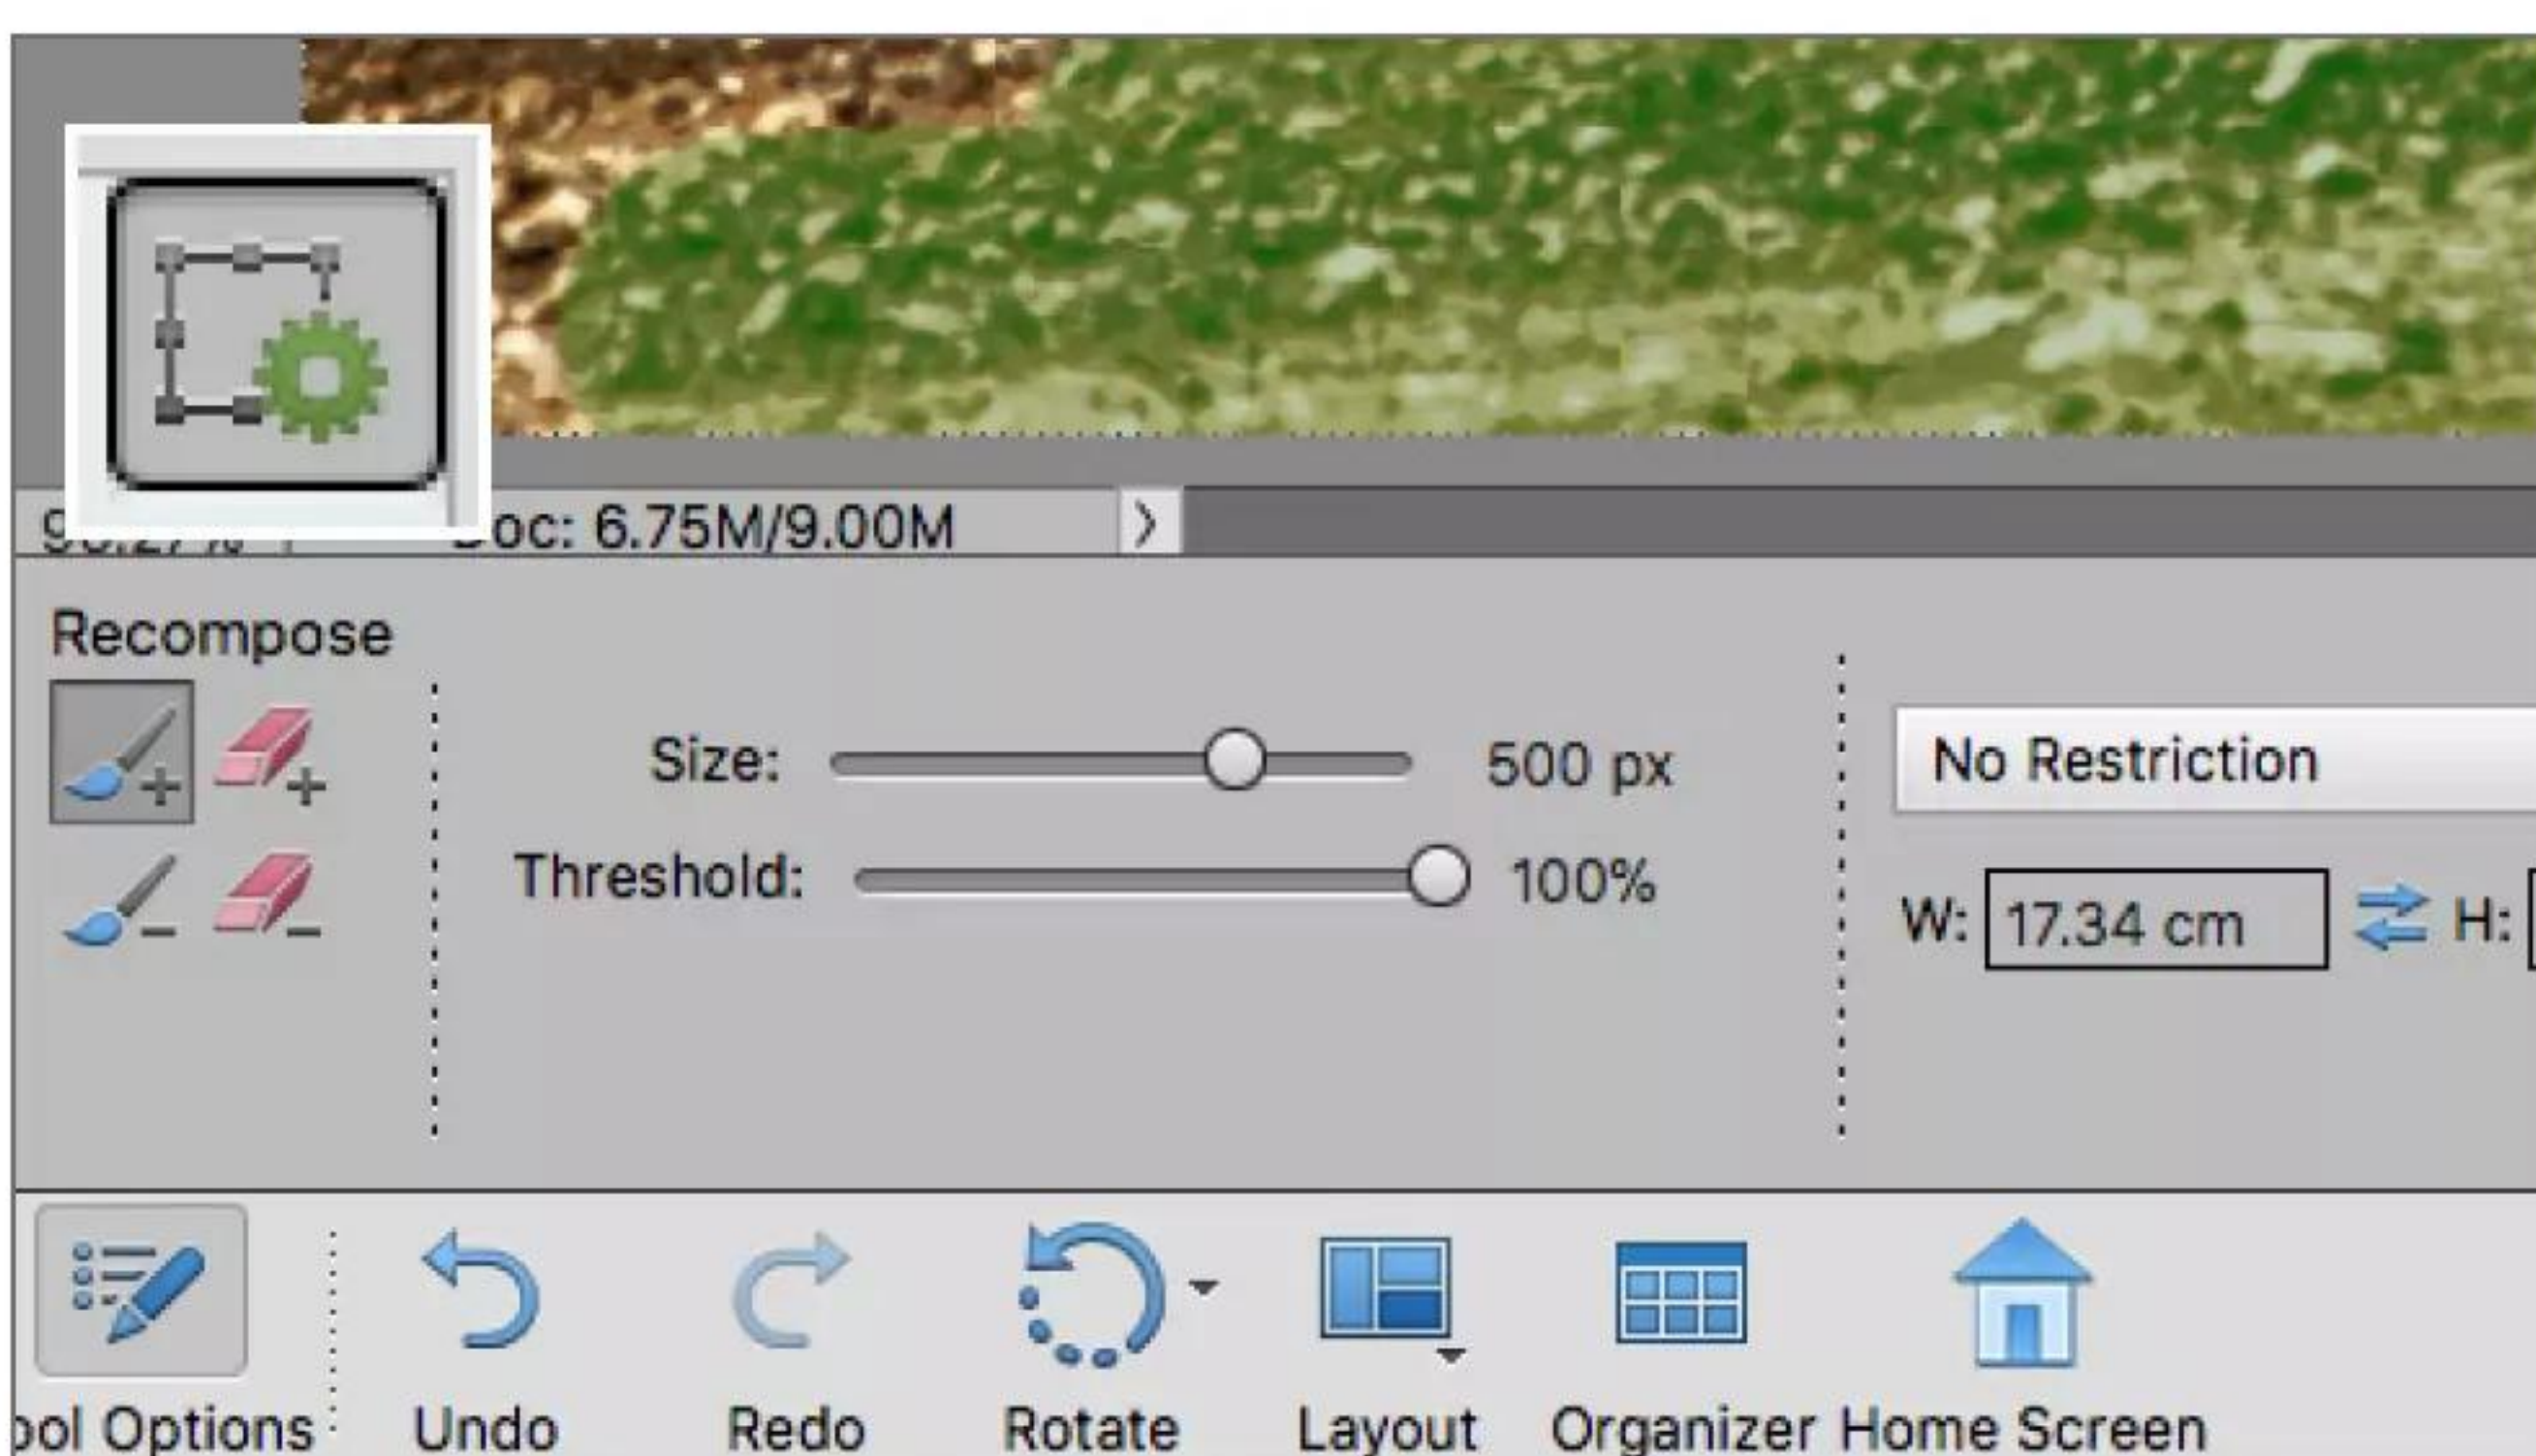 oc: 6.75M/9.00M
Recompose
Size: 500 px
No Restriction
Threshold: 100%
W: 17.34 cm H:
ool Options Undo Redo Rotate Layout Organizer Home Screen